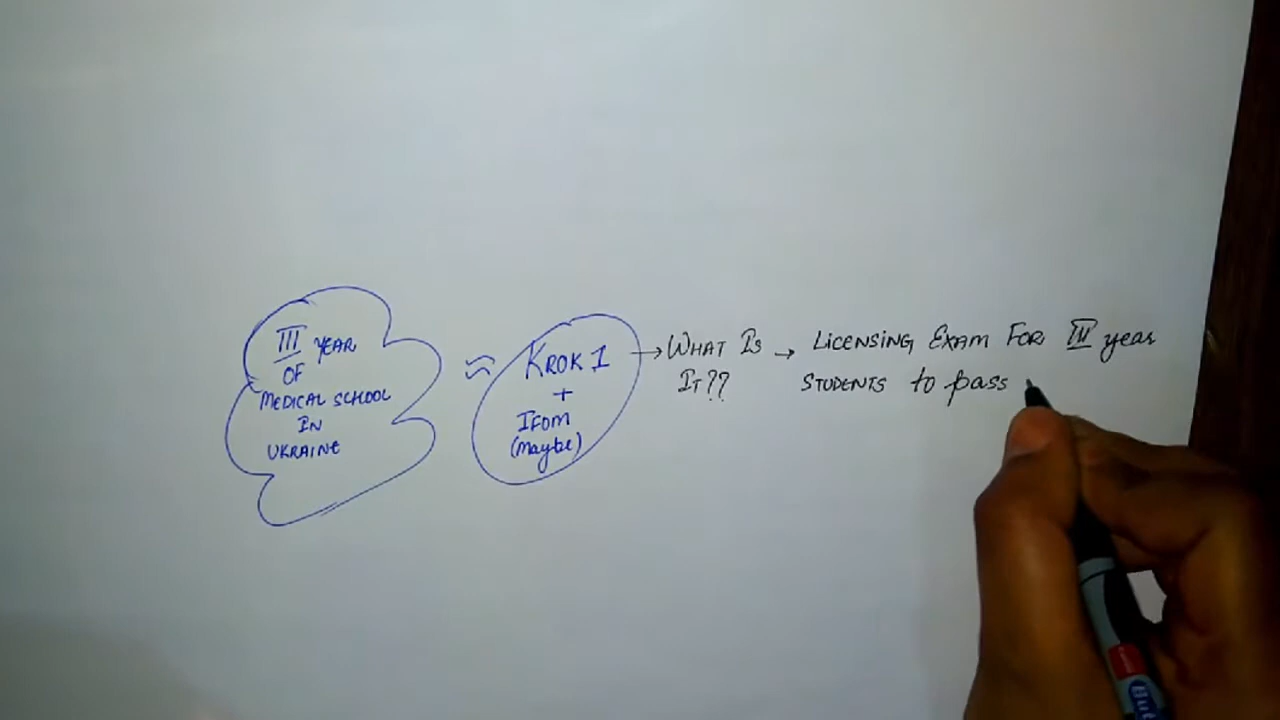 III YEAR
OF
MEDICAL SCHOOL
IN
UKRAINE
≈ KROK 1
+
IFOM
(maybe)
→ WHAT IS
IT??
→ LICENSING EXAM FOR III year
STUDENTS to pass